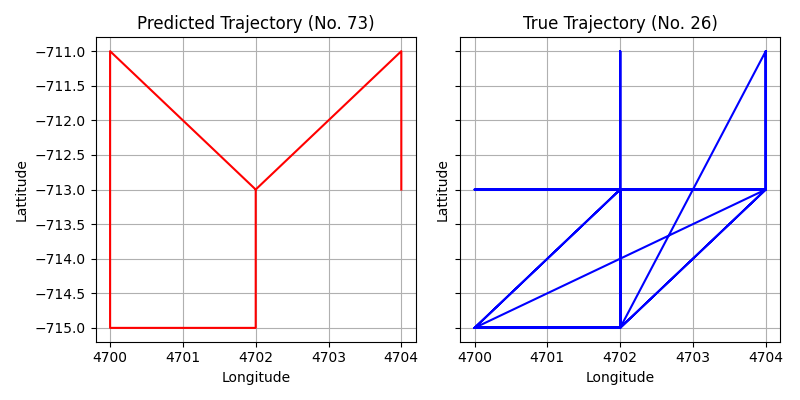 Predicted Trajectory (No. 73)
True Trajectory (No. 26)
−711.0
−711.5
−712.0
−712.5
−713.0
−713.5
−714.0
−714.5
−715.0
Lattitude
Lattitude
4700 4701 4702 4703 4704
4700 4701 4702 4703 4704
Longitude
Longitude